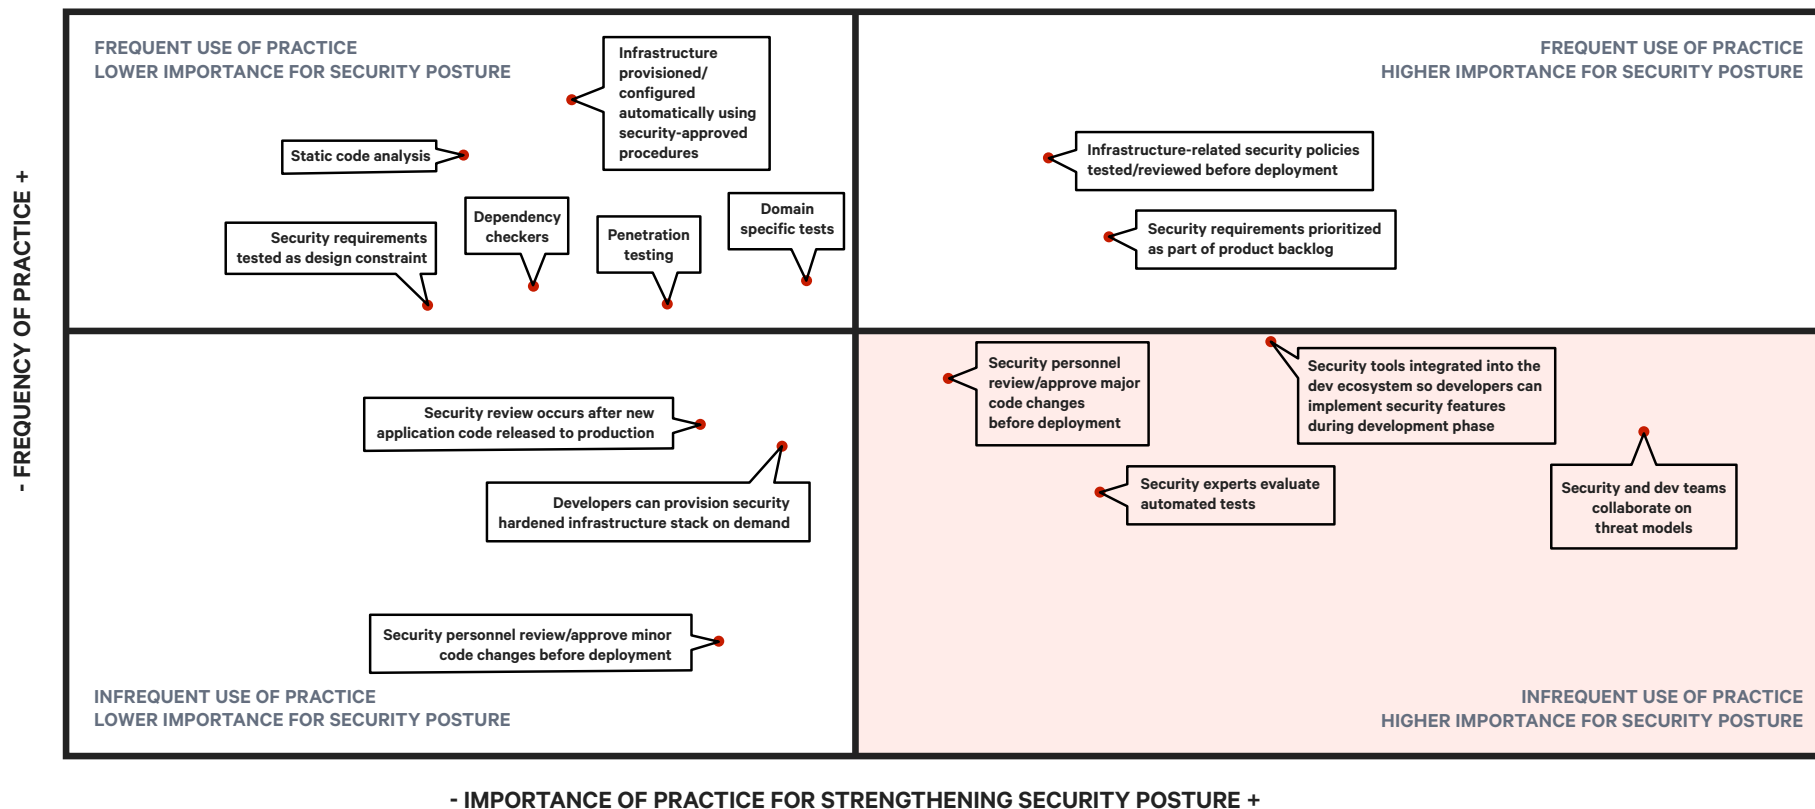 FREQUENT USE OF PRACTICE
LOWER IMPORTANCE FOR SECURITY POSTURE
Infrastructure
provisioned/
configured
automatically using
security-approved
procedures
Static code analysis
Dependency
checkers
Domain
specific tests
Security requirements
tested as design constraint
Penetration
testing
FREQUENT USE OF PRACTICE
HIGHER IMPORTANCE FOR SECURITY POSTURE
Infrastructure-related security policies
tested/reviewed before deployment
Security requirements prioritized
as part of product backlog
- FREQUENCY OF PRACTICE +
Security review occurs after new
application code released to production
Developers can provision security
hardened infrastructure stack on demand
Security personnel review/approve minor
code changes before deployment
INFREQUENT USE OF PRACTICE
LOWER IMPORTANCE FOR SECURITY POSTURE
Security personnel
review/approve major
code changes
before deployment
Security tools integrated into the
dev ecosystem so developers can
implement security features
during development phase
Security experts evaluate
automated tests
Security and dev teams
collaborate on
threat models
INFREQUENT USE OF PRACTICE
HIGHER IMPORTANCE FOR SECURITY POSTURE
- IMPORTANCE OF PRACTICE FOR STRENGTHENING SECURITY POSTURE +